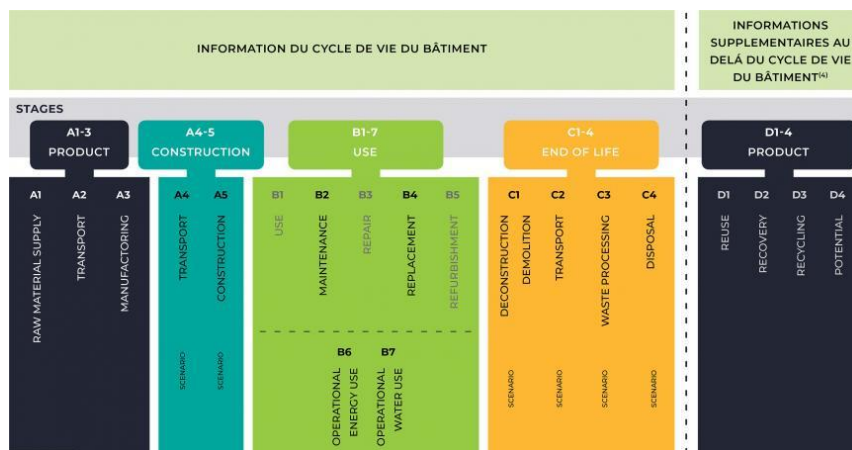 INFORMATION DU CYCLE DE VIE DU BÂTIMENT
INFORMATIONS
SUPPLEMENTAIRES AU
DELÁ DU CYCLE DE VIE
DU BÂTIMENT(4)
STAGES
A1-3
PRODUCT
A4-5
CONSTRUCTION
B1-7
USE
C1-4
END OF LIFE
D1-4
PRODUCT
A1
RAW MATERIAL SUPPLY
A2
TRANSPORT
A3
MANUFACTORING
A4
TRANSPORT
SCENARIO
A5
CONSTRUCTION
SCENARIO
B1
USE
B2
MAINTENANCE
B3
REPAIR
B4
REPLACEMENT
B5
REFURBISHMENT
B6
OPERATIONAL
ENERGY USE
B7
OPERATIONAL
WATER USE
C1
DECONSTRUCTION
DEMOLITION
SCENARIO
C2
TRANSPORT
SCENARIO
C3
WASTE PROCESSING
SCENARIO
C4
DISPOSAL
SCENARIO
D1
REUSE
D2
RECOVERY
D3
RECYCLING
D4
POTENTIAL